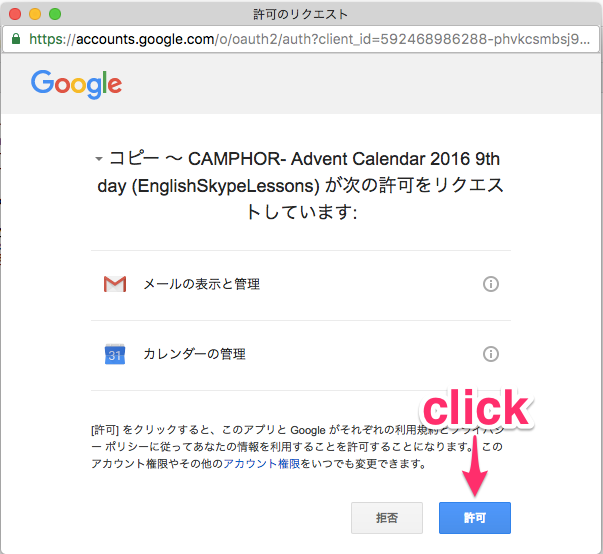 許可のリクエスト
https://accounts.google.com/o/oauth2/auth?client_id=592468986288-phvkcsmbsj9...
Google
コピー 〜 CAMPHOR- Advent Calendar 2016 9th
day (EnglishSkypeLessons) が次の許可をリクエ
ストしています:
メールの表示と管理
31 カレンダーの管理
click
[許可] をクリックすると、このアプリと Google がそれぞれの利用規約とプライバシ
ー ポリシーに従ってあなたの情報を利用することを許可することになります。この
アカウント権限やその他のアカウント権限をいつでも変更できます。
拒否
許可